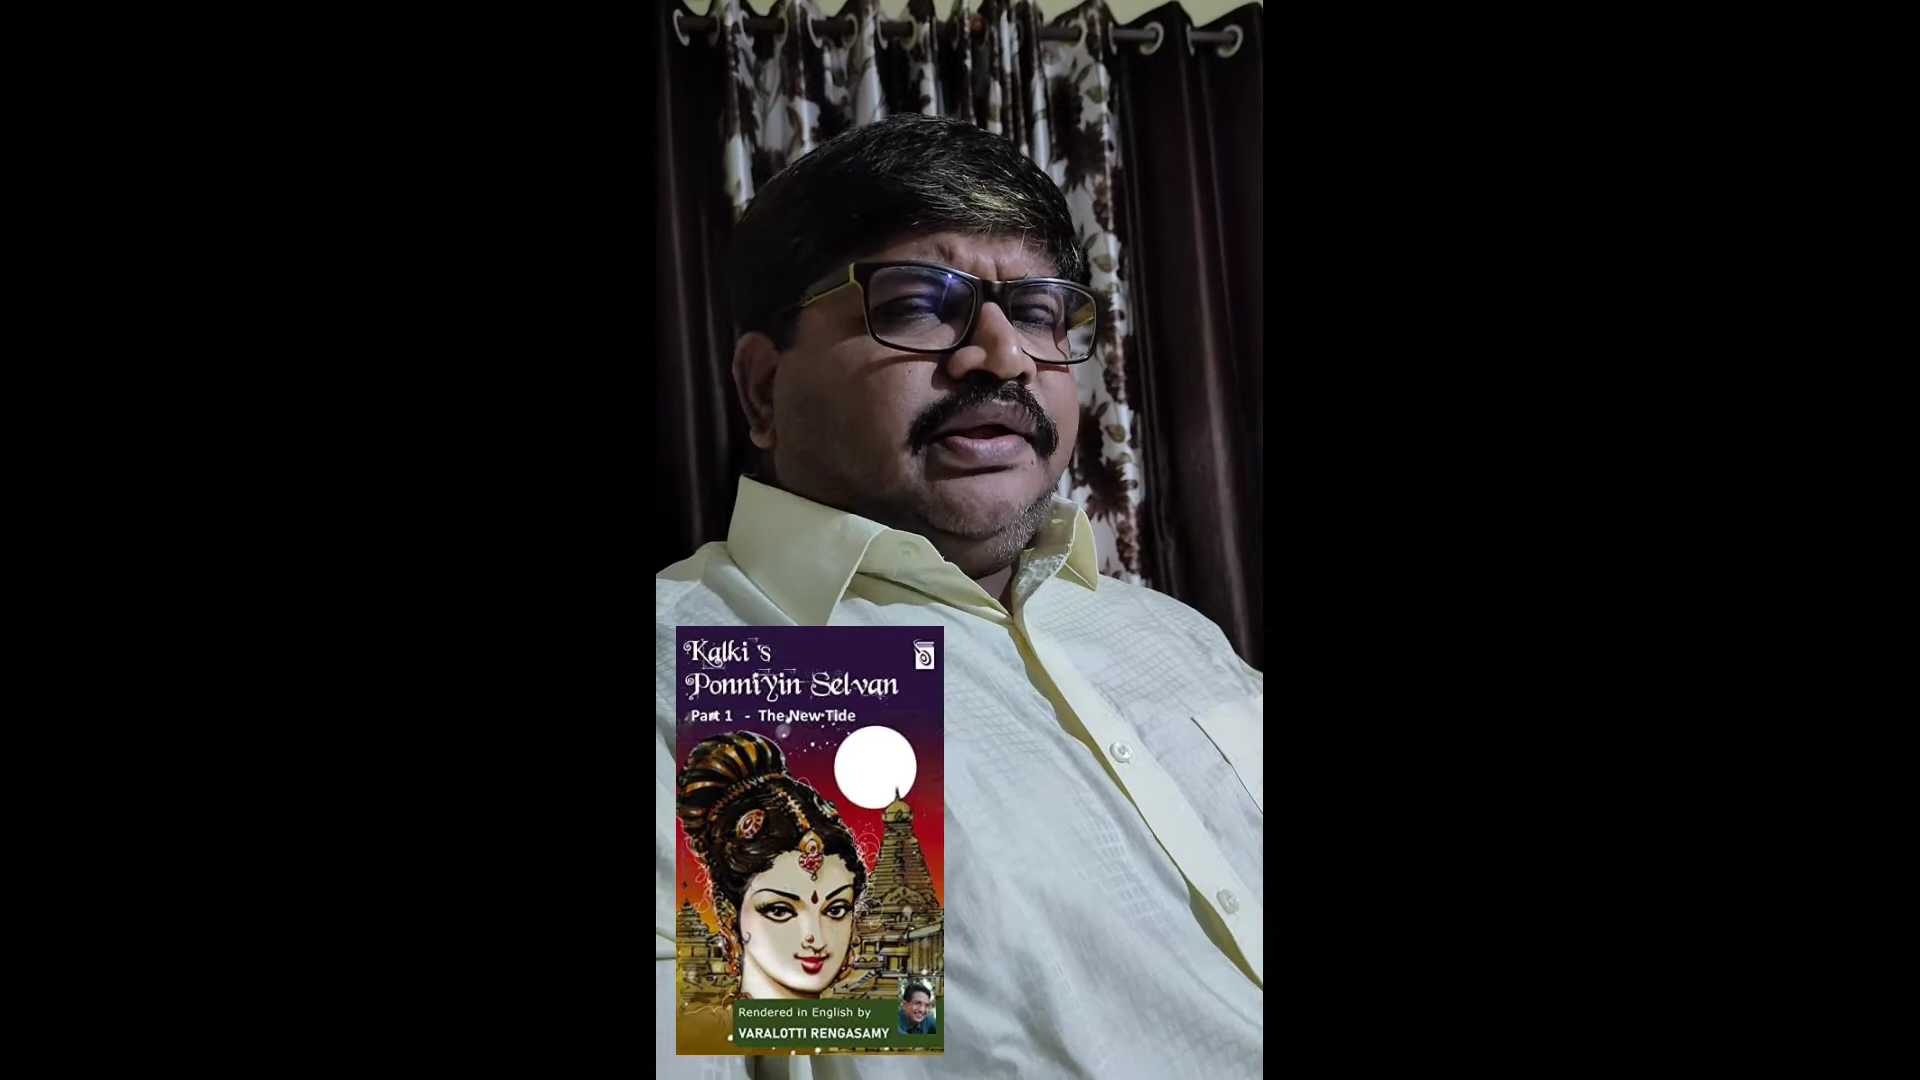 Kalki's
Ponniyin Selvan
Part 1 - The New Tide
Rendered in English by
VARALOTTI RENGASAMY